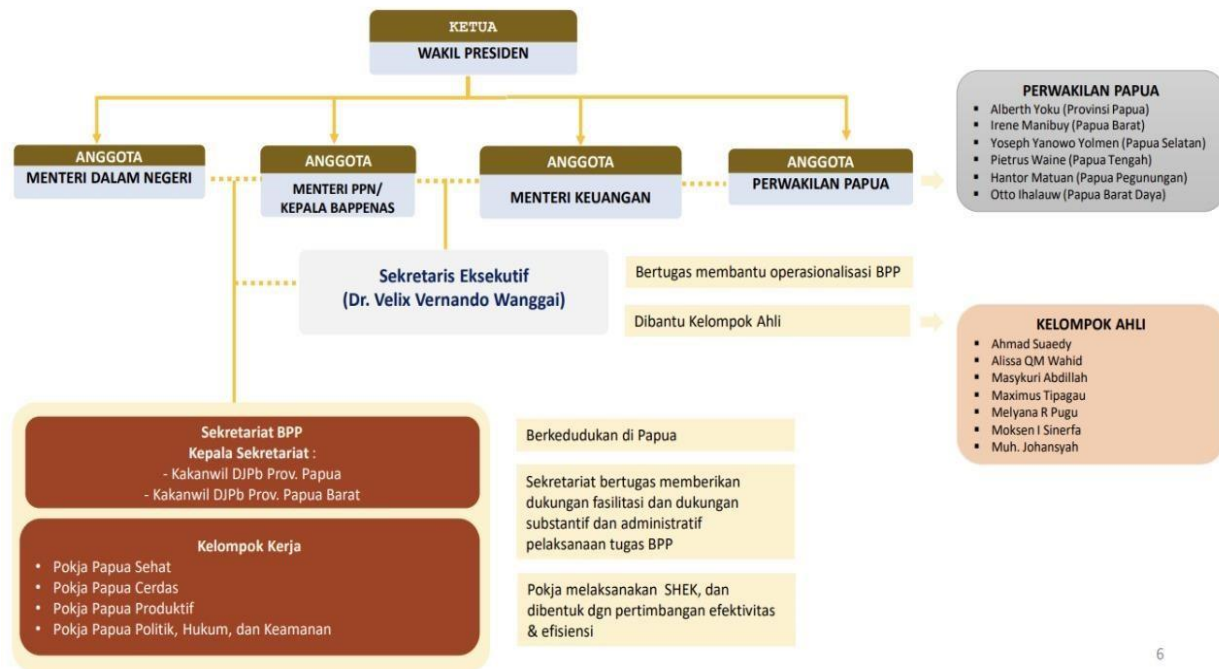 KETUA
WAKIL PRESIDEN
ANGGOTA
MENTERI DALAM NEGERI
ANGGOTA
MENTERI PPN/
KEPALA BAPPENAS
ANGGOTA
MENTERI KEUANGAN
ANGGOTA
PERWAKILAN PAPUA
PERWAKILAN PAPUA
▪ Alberth Yoku (Provinsi Papua)
▪ Irene Manibuy (Papua Barat)
▪ Yoseph Yanowo Yolmen (Papua Selatan)
▪ Pietrus Waine (Papua Tengah)
▪ Hantor Matuan (Papua Pegunungan)
▪ Otto Ihalauw (Papua Barat Daya)
Sekretaris Eksekutif
(Dr. Velix Vernando Wanggai)
Bertugas membantu operasionalisasi BPP
Dibantu Kelompok Ahli
KELOMPOK AHLI
▪ Ahmad Suaedy
▪ Alissa QM Wahid
▪ Masykuri Abdillah
▪ Maximus Tipagau
▪ Melyana R Pugu
▪ Moksen I Sinerfa
▪ Muh. Johansyah
Sekretariat BPP
Kepala Sekretariat :
- Kakanwil DJPb Prov. Papua
- Kakanwil DJPb Prov. Papua Barat
Kelompok Kerja
• Pokja Papua Sehat
• Pokja Papua Cerdas
• Pokja Papua Produktif
• Pokja Papua Politik, Hukum, dan Keamanan
Berkedudukan di Papua
Sekretariat bertugas memberikan
dukungan fasilitasi dan dukungan
substantif dan administratif
pelaksanaan tugas BPP
Pokja melaksanakan SHEK, dan
dibentuk dgn pertimbangan efektivitas
& efisiensi
6